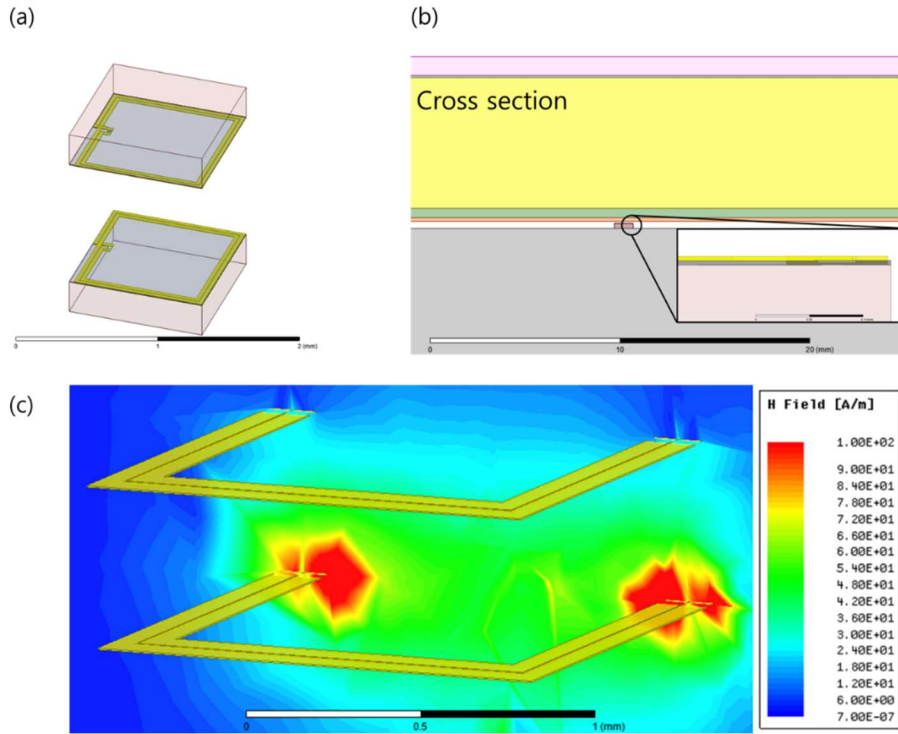 (a)
0
1
2 (mm)
(b)
Cross section
0
10
20 (mm)
(c)
0
0.5
1 (mm)
H Field [A/m]
1.00E+02
9.00E+01
8.40E+01
7.80E+01
7.20E+01
6.60E+01
6.00E+01
5.40E+01
4.80E+01
4.20E+01
3.60E+01
3.00E+01
2.40E+01
1.80E+01
1.20E+01
6.00E+00
7.00E-07